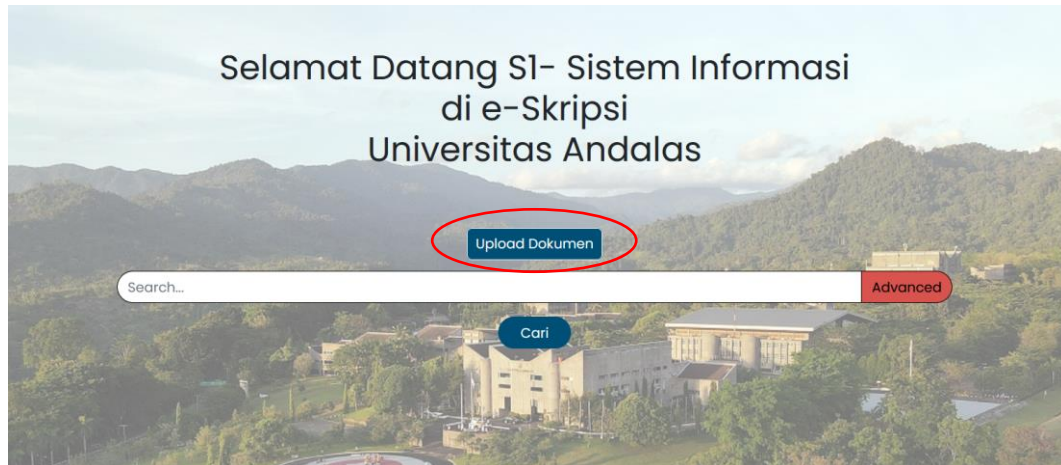 Selamat Datang S1- Sistem Informasi
di e-Skripsi
Universitas Andalas
Upload Dokumen
Search...
Advanced
Cari